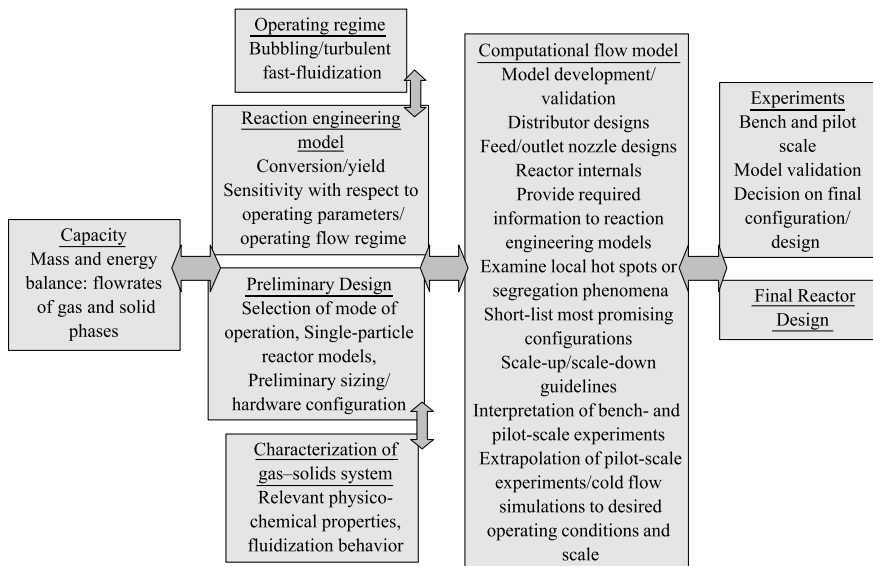 Operating regime
Bubbling/turbulent
fast-fluidization
Reaction engineering
model
Conversion/yield
Sensitivity with respect to
operating parameters/
operating flow regime
Capacity
Mass and energy
balance: flowrates
of gas and solid
phases
Preliminary Design
Selection of mode of
operation, Single-particle
reactor models,
Preliminary sizing/
hardware configuration
Characterization of
gas–solids system
Relevant physico-
chemical properties,
fluidization behavior
Computational flow model
Model development/
validation
Distributor designs
Feed/outlet nozzle designs
Reactor internals
Provide required
information to reaction
engineering models
Examine local hot spots or
segregation phenomena
Short-list most promising
configurations
Scale-up/scale-down
guidelines
Interpretation of bench- and
pilot-scale experiments
Extrapolation of pilot-scale
experiments/cold flow
simulations to desired
operating conditions and
scale
Experiments
Bench and pilot
scale
Model validation
Decision on final
configuration/
design
Final Reactor
Design